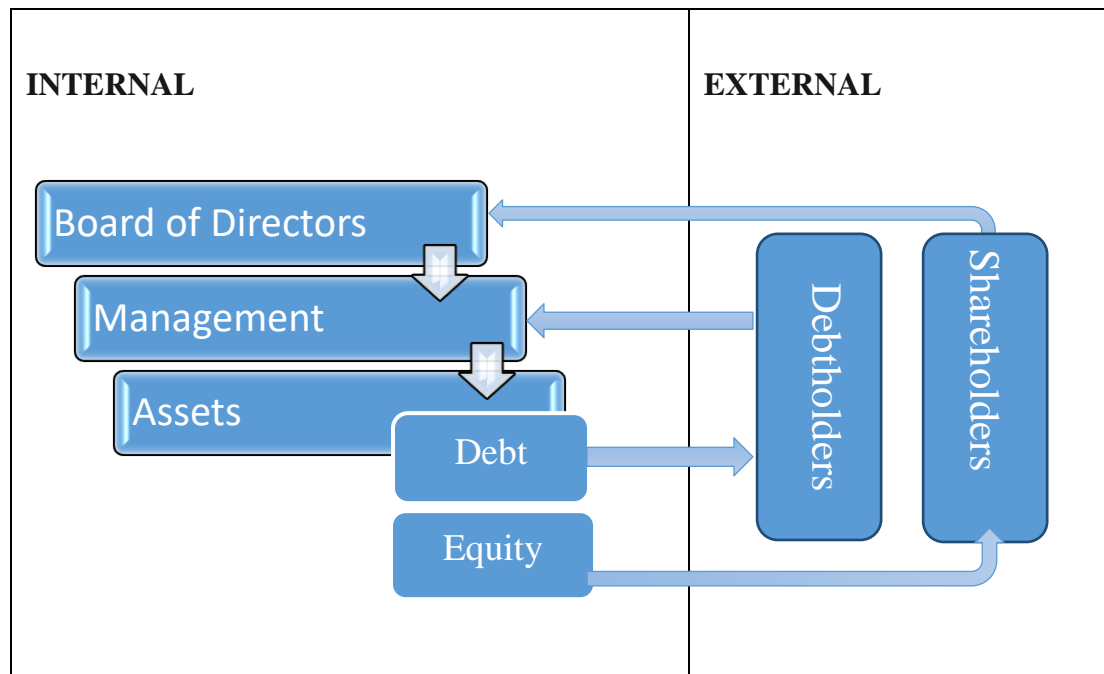 INTERNAL
EXTERNAL
Board of Directors
Management
Assets
Debt
Equity
Debtholders
Shareholders